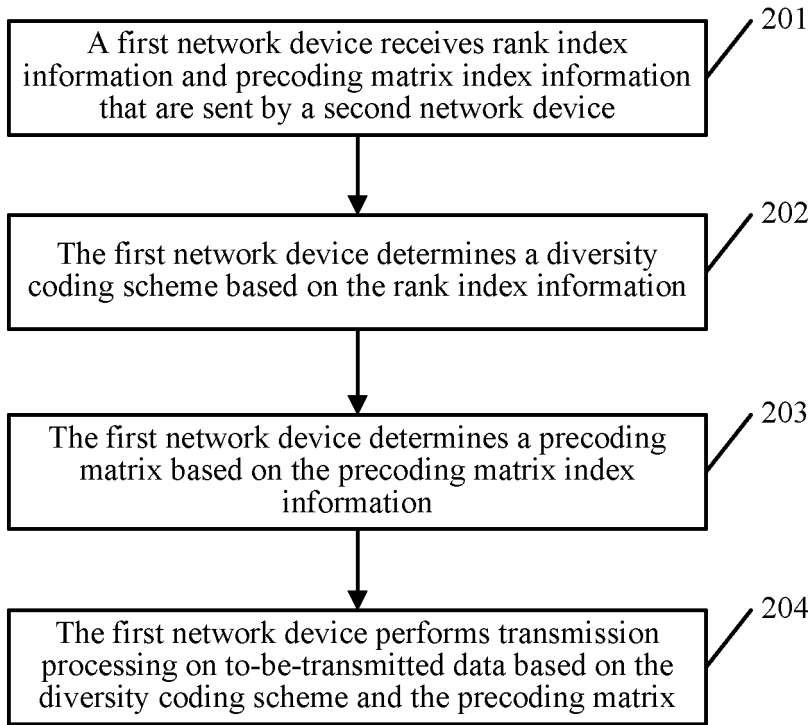 201
A first network device receives rank index
information and precoding matrix index information
that are sent by a second network device
202
The first network device determines a diversity
coding scheme based on the rank index information
203
The first network device determines a precoding
matrix based on the precoding matrix index
information
204
The first network device performs transmission
processing on to-be-transmitted data based on the
diversity coding scheme and the precoding matrix